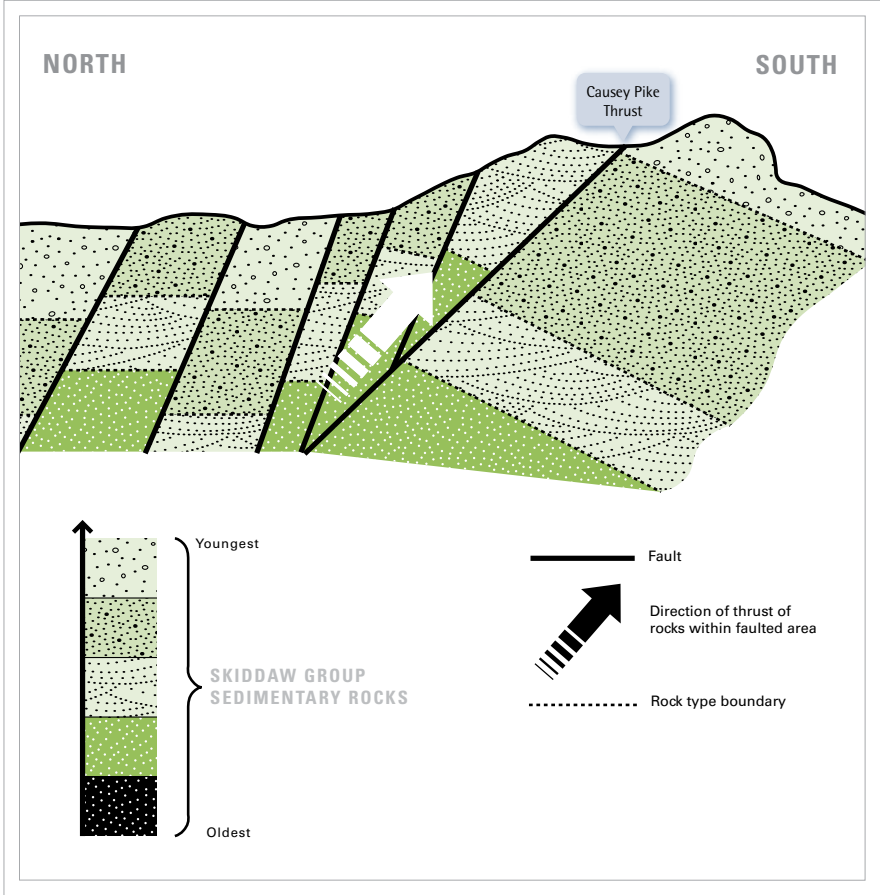 NORTH
SOUTH
Causey Pike
Thrust
Youngest
SKIDDAW GROUP
SEDIMENTARY ROCKS
Oldest
Fault
Direction of thrust of
rocks within faulted area
Rock type boundary